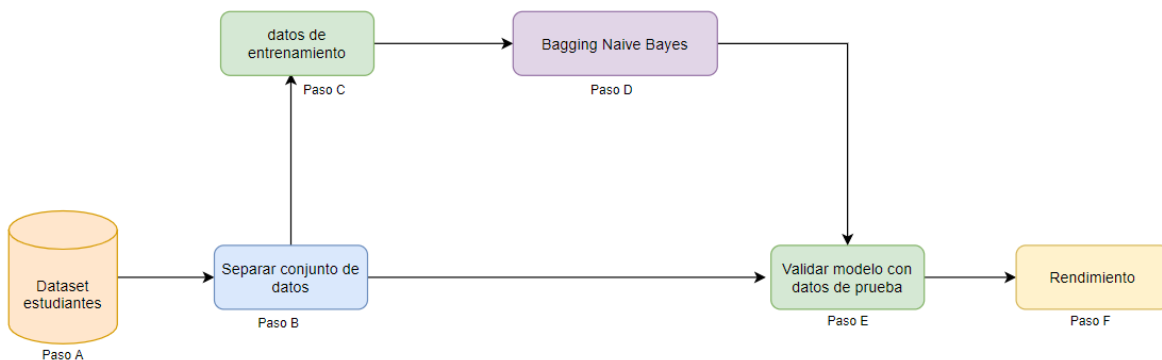 datos de
entrenamiento
Paso C
Bagging Naive Bayes
Paso D
Dataset
estudiantes
Paso A
Separar conjunto de
datos
Paso B
Validar modelo con
datos de prueba
Paso E
Rendimiento
Paso F